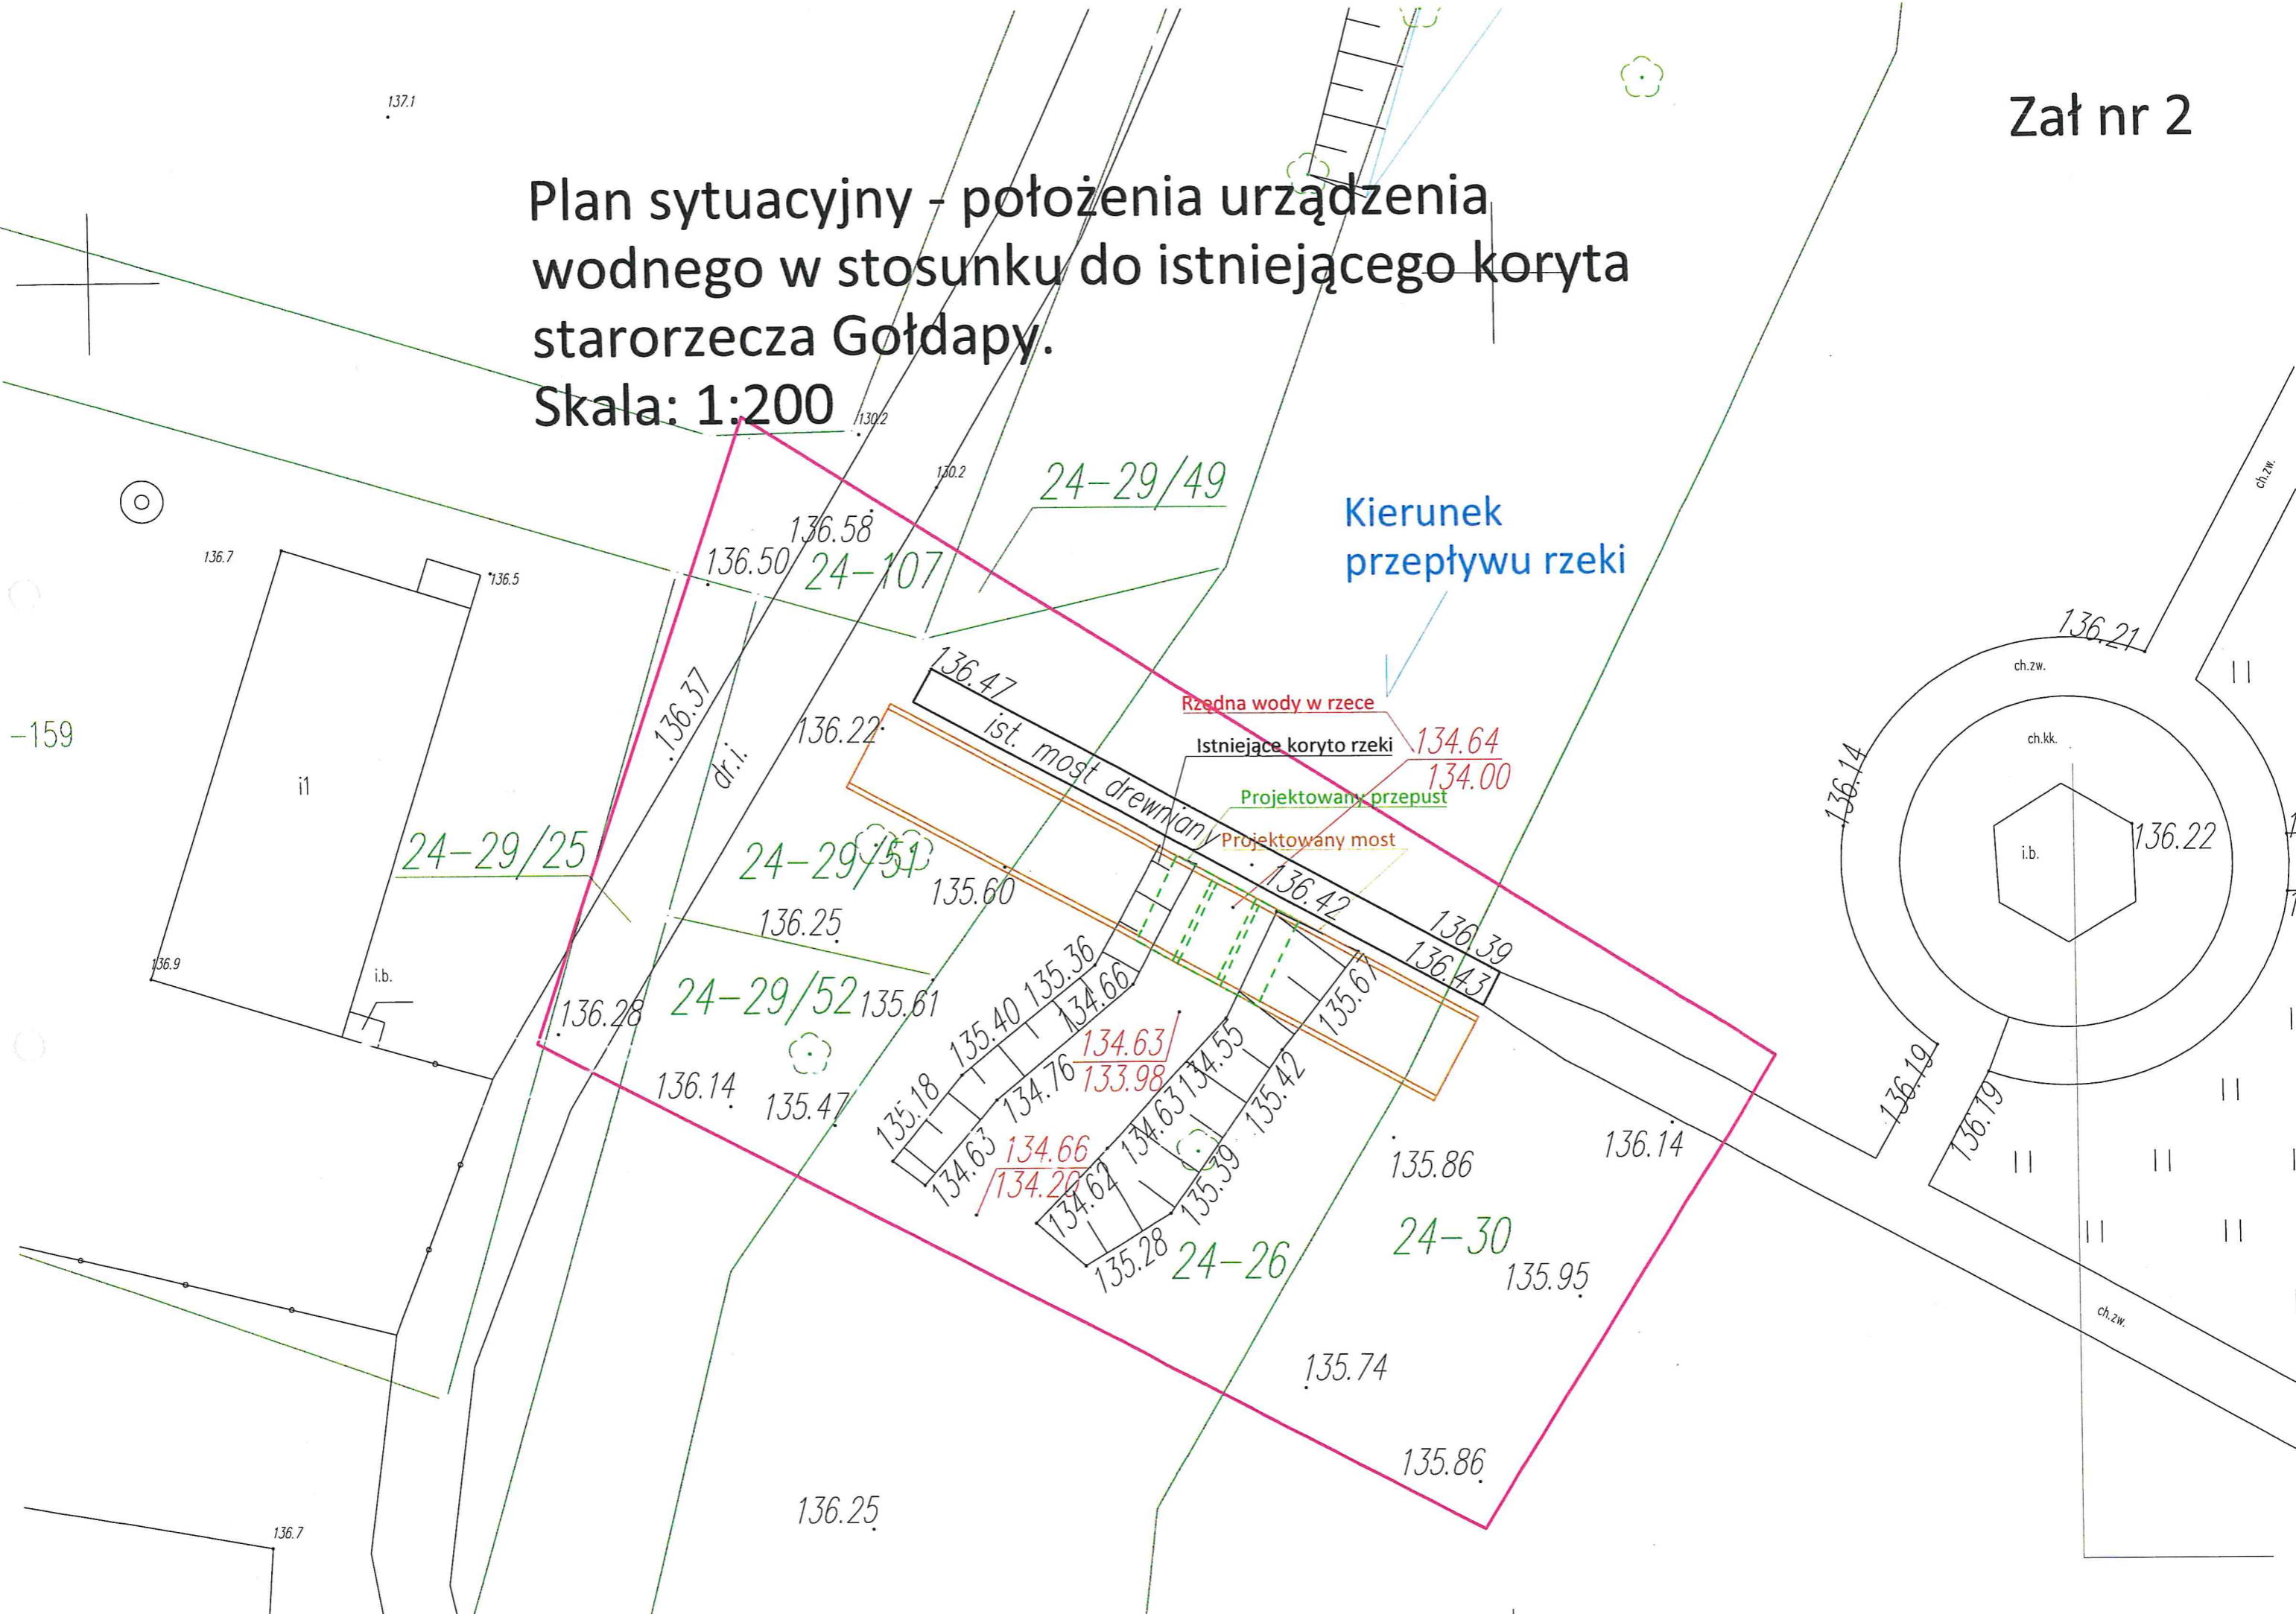 Zał nr 2
137.1
Plan sytuacyjny - położenia urządzenia
wodnego w stosunku do istniejącego koryta
starorzecza Gołdapy.
Skala: 1:200
130.2
130.2
24-29/49
Kierunek
przepływu rzeki
136.58
136.50
24-107
136.7
136.5
ch.zw.
136.21
ch.zw.
136.47
136.37
Rzędna wody w rzece
-159
136.22
ist. most drewniany
Istniejące koryto rzeki
134.64
134.00
ch.kk.
136.14
dr.i.
i1
Projektowany przepust
Projektowany most
136.22
i.b.
24-29/25
24-29/51
135.60
136.42
136.25
136.39
136.43
136.9
i.b.
135.36
134.66
135.67
24-29/52
135.61
136.28
135.40
134.63
133.98
134.55
136.14
135.47
135.18
134.76
134.63
135.42
136.19
136.19
134.63
134.66
134.20
134.62
135.39
135.86
136.14
135.28
24-26
24-30
135.95
ch.zw.
135.74
135.86
136.25
136.7